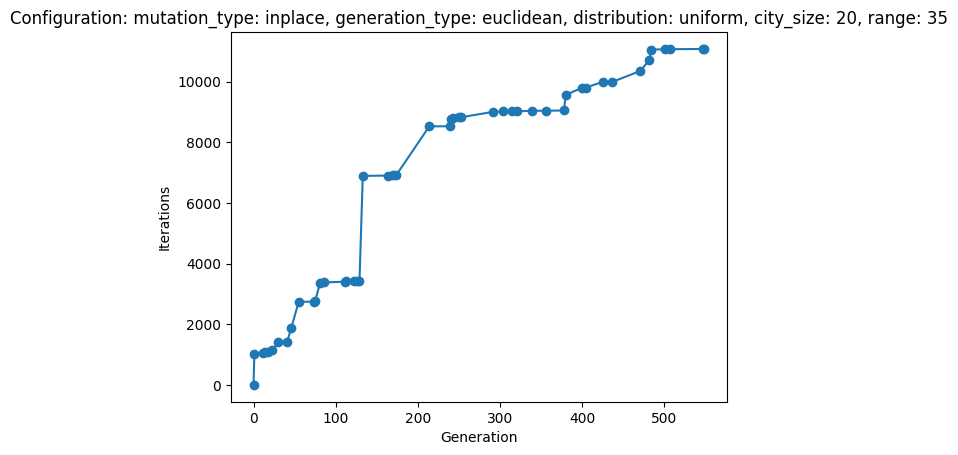 Configuration: mutation_type: inplace, generation_type: euclidean, distribution: uniform, city_size: 20, range: 35
10000
8000
6000
4000
2000
0
Iterations
0 100 200 300 400 500
Generation